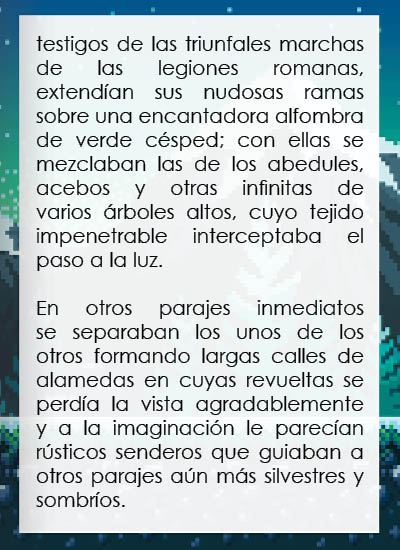 testigos de las triunfales marchas
de las legiones romanas,
extendían sus nudosas ramas
sobre una encantadora alfombra
de verde césped; con ellas se
mezclaban las de los abedules,
acebos y otras infinitas de
varios árboles altos, cuyo tejido
impenetrable interceptaba el
paso a la luz.

En otros parajes inmediatos
se separaban los unos de los
otros formando largas calles de
alamedas en cuyas revueltas se
perdía la vista agradablemente
y a la imaginación le parecían
rústicos senderos que guiaban a
otros parajes aún más silvestres y
sombríos.